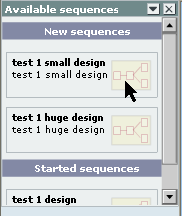 Available sequences
New sequences
test 1 small design
test 1 small design
test 1 huge design
test 1 huge design
Started sequences
test 1 design